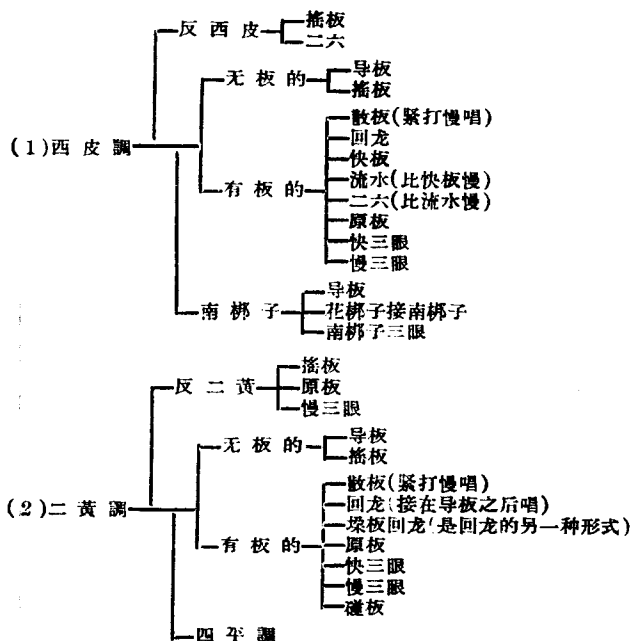 反西皮
搖板
二六
无板的
导板
搖板
(1)西皮調
有板的
散板(紧打慢唱)
回龙
快板
流水(比快板慢)
二六(比流水慢)
原板
快三眼
慢三眼
南梆子
导板
花梆子接南梆子
南梆子三眼
反二黃
搖板
原板
慢三眼
无板的
导板
搖板
(2)二黃調
有板的
散板(紧打慢唱)
回龙(接在导板之后唱)
垛板回龙(是回龙的另一种形式)
原板
快三眼
慢三眼
碰板
四平調